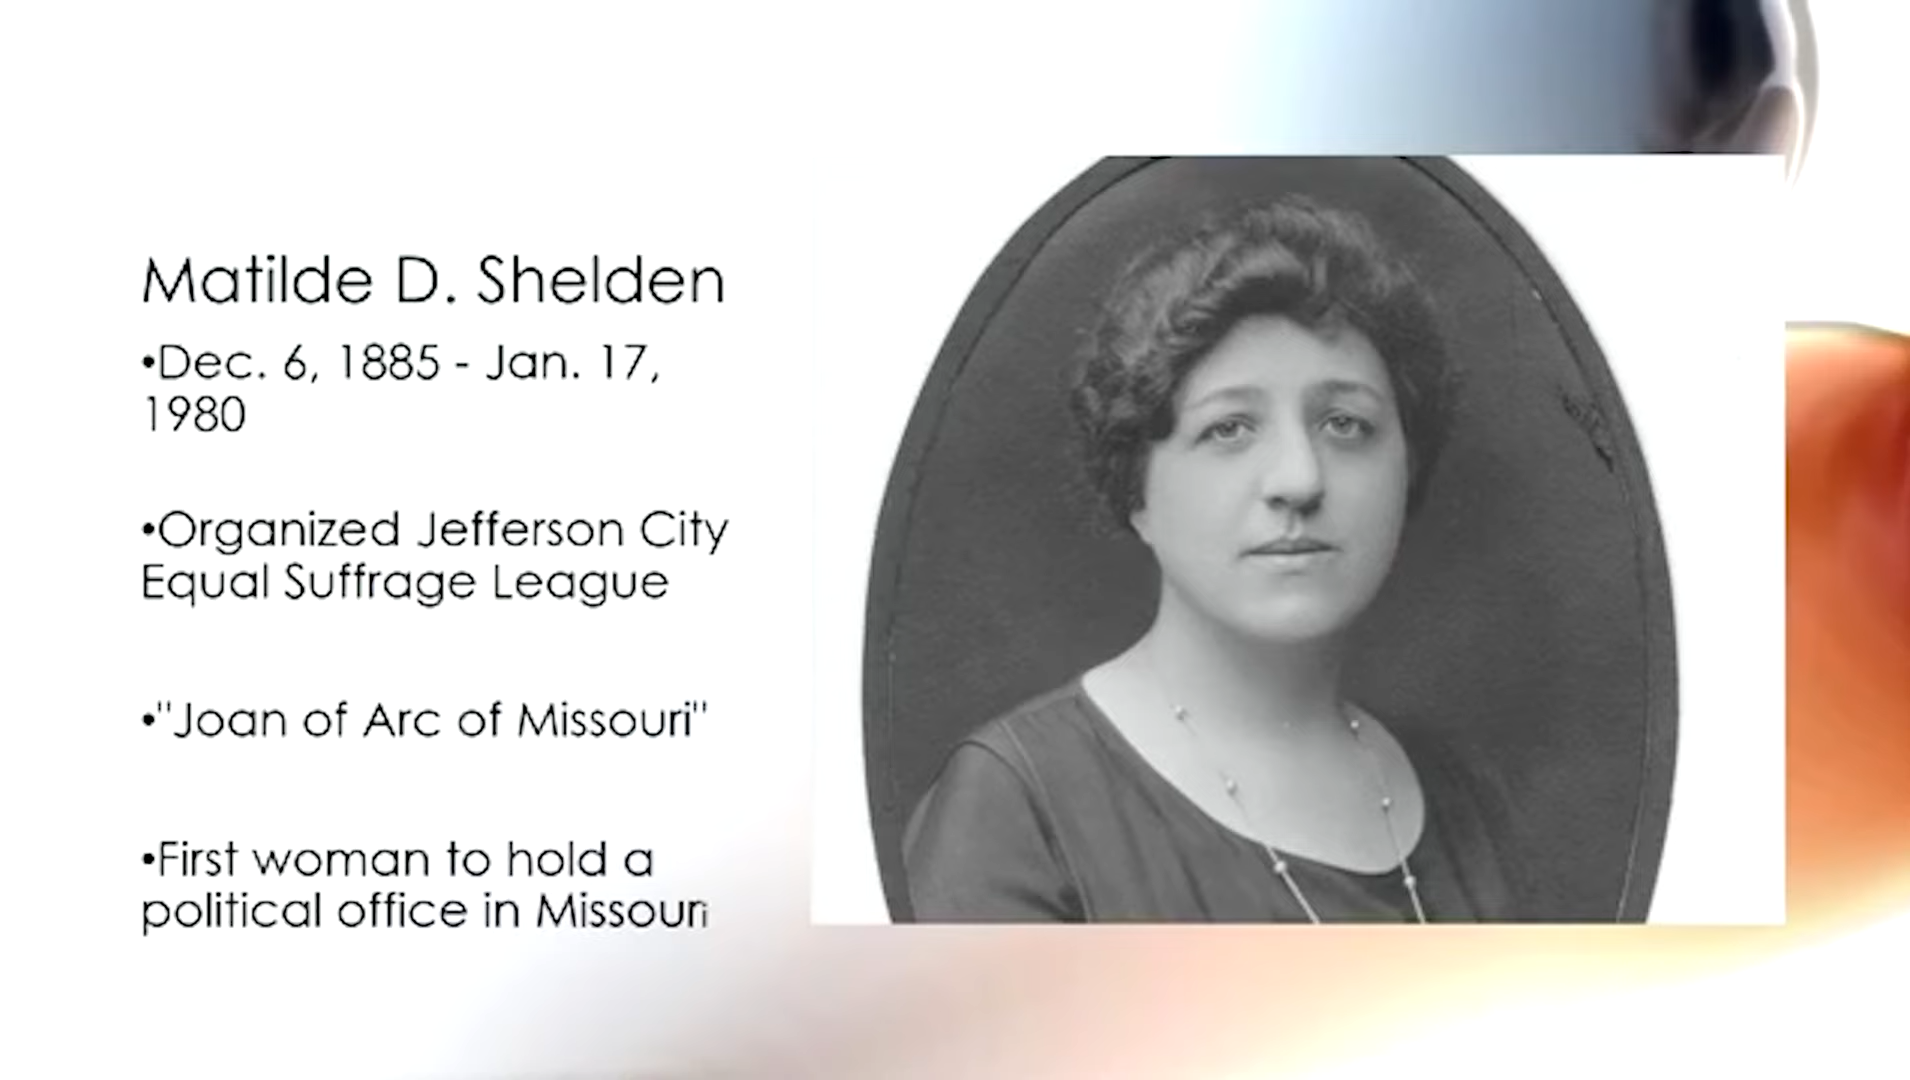 Matilde D. Shelden
•Dec. 6, 1885 - Jan. 17,
1980
•Organized Jefferson City
Equal Suffrage League
•"Joan of Arc of Missouri"
•First woman to hold a
political office in Missouri